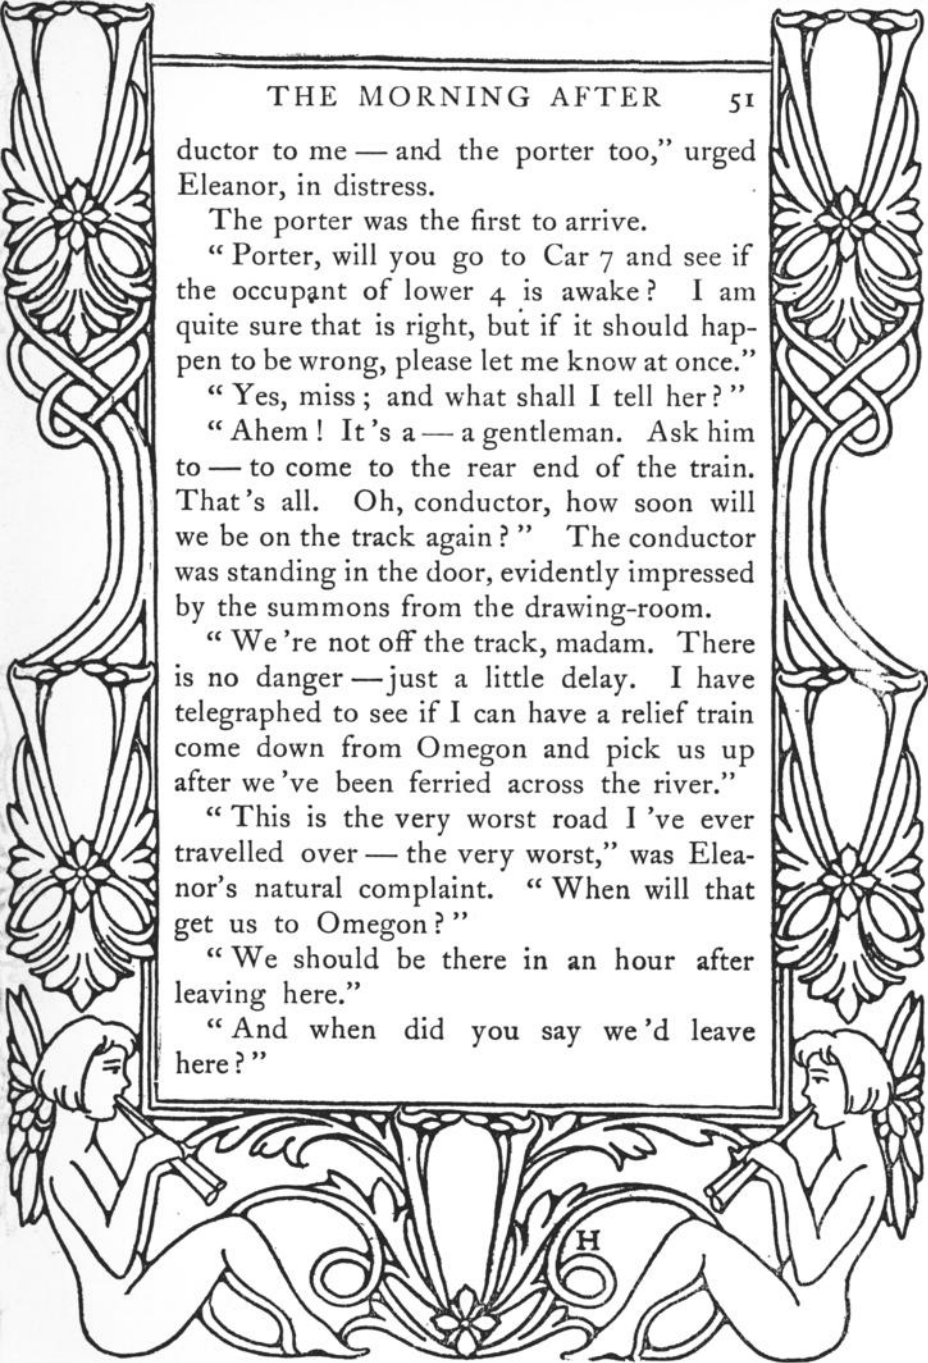 THE MORNING AFTER 51
ductor to me — and the porter too,” urged
Eleanor, in distress.
The porter was the first to arrive.
“ Porter, will you go to Car 7 and see if
the occupant of lower 4 is awake ? I am
quite sure that is right, but if it should hap-
pen to be wrong, please let me know at once.”
“ Yes, miss ; and what shall I tell her ? ”
“ Ahem ! It 's a — a gentleman. Ask him
to — to come to the rear end of the train.
That 's all. Oh, conductor, how soon will
we be on the track again ? ” The conductor
was standing in the door, evidently impressed
by the summons from the drawing-room.
“ We 're not off the track, madam. There
is no danger — just a little delay. I have
telegraphed to see if I can have a relief train
come down from Omegon and pick us up
after we 've been ferried across the river.”
“ This is the very worst road I 've ever
travelled over — the very worst,” was Elea-
nor's natural complaint. “ When will that
get us to Omegon ? ”
“ We should be there in an hour after
leaving here.”
“ And when did you say we 'd leave
here ? ”
H